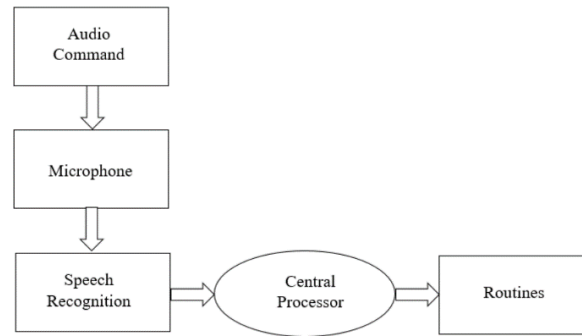 Audio
Command
Microphone
Speech
Recognition
Central
Processor
Routines